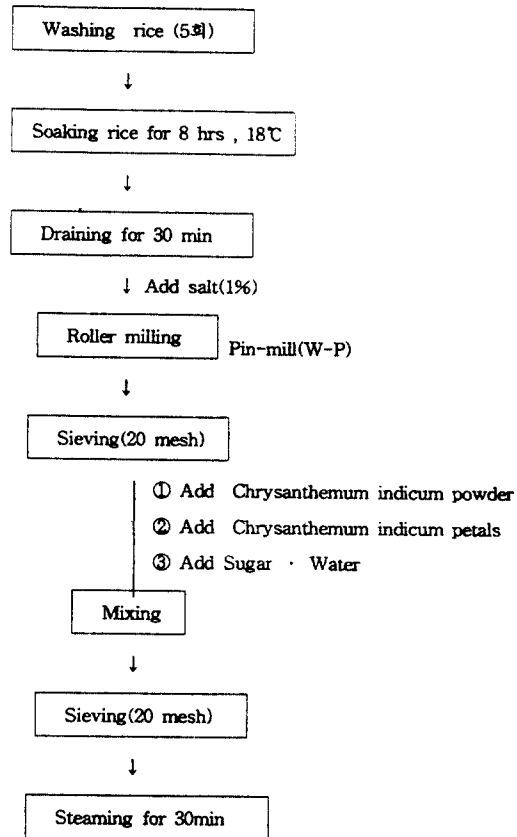 Washing rice (5회)
↓
Soaking rice for 8 hrs , 18℃
↓
Draining for 30 min
↓ Add salt(1%)
Roller milling
Pin-mill(W-P)
↓
Sieving(20 mesh)
① Add Chrysanthemum indicum powder
② Add Chrysanthemum indicum petals
③ Add Sugar · Water
Mixing
↓
Sieving(20 mesh)
↓
Steaming for 30min